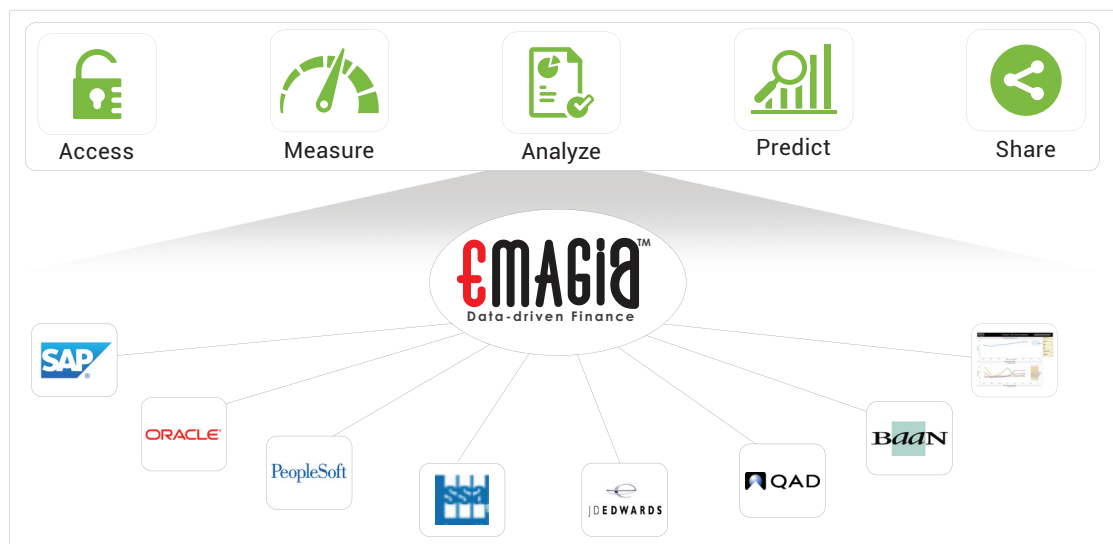 Access
Measure
Analyze
Predict
Share
EMAGIA™
Data-driven Finance
SAP®
ORACLE®
PeopleSoft
ssa
JDEDWARDS
QAD
BaaN